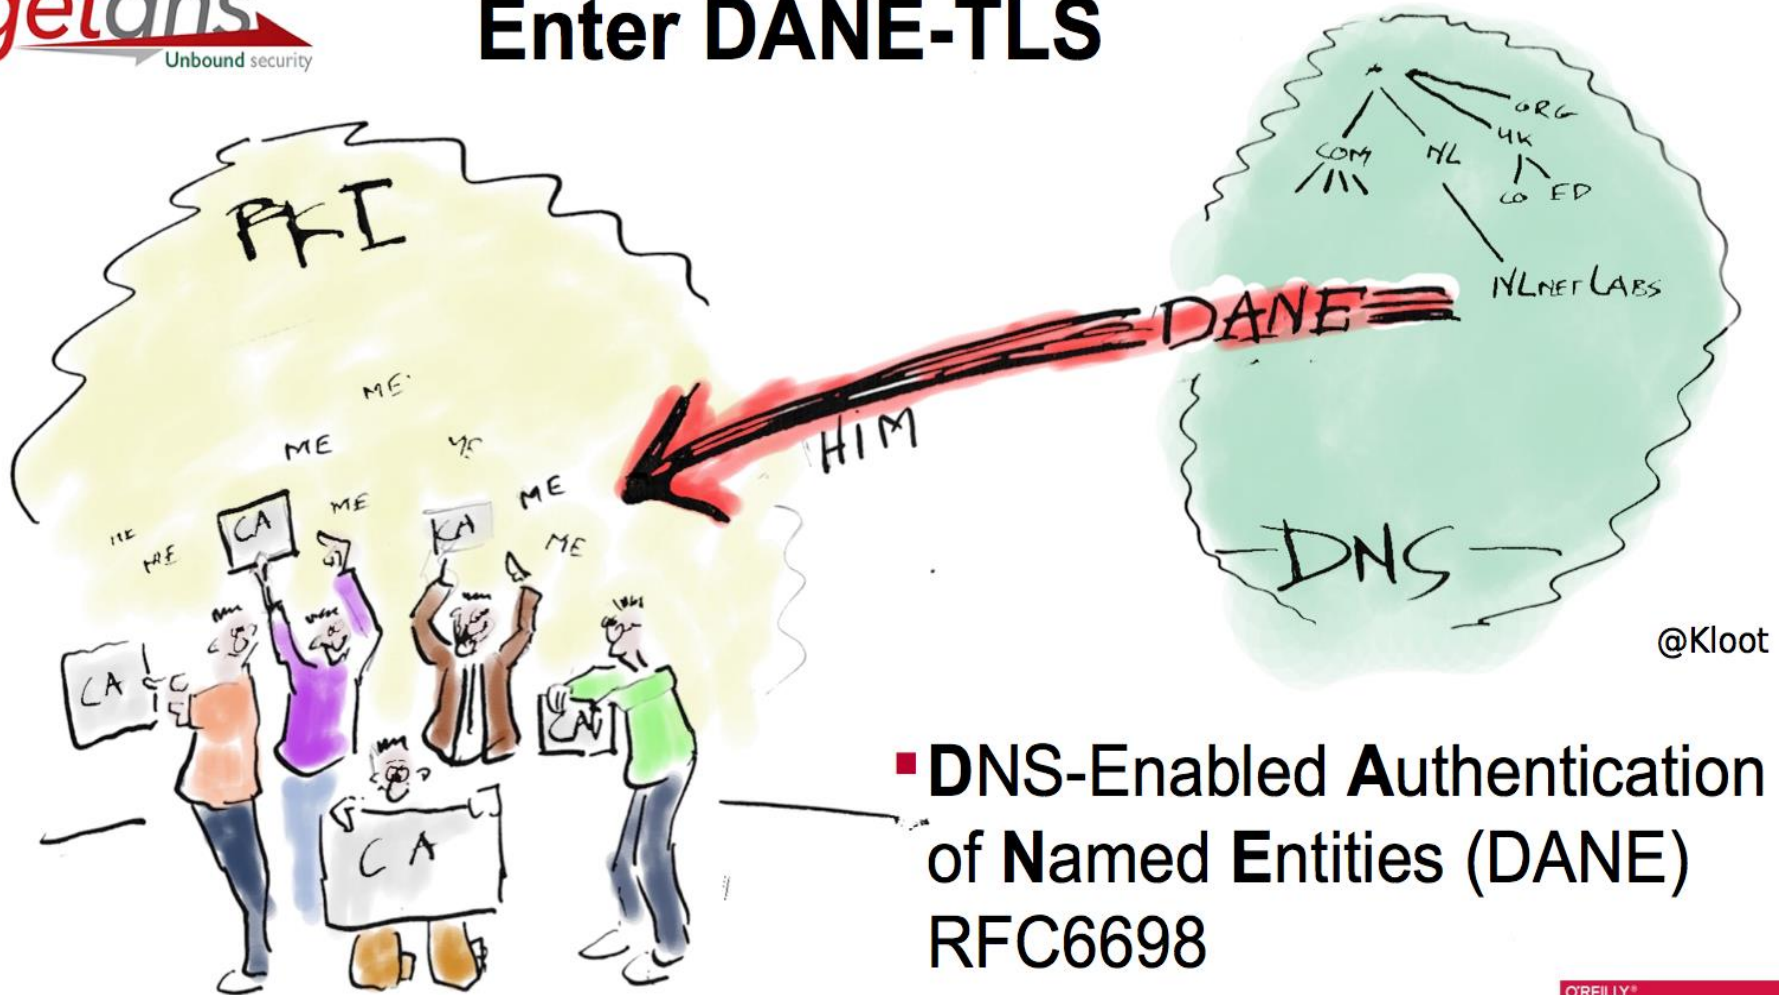 getdns
Unbound security
Enter DANE-TLS
PKI
ORG
UK
COM
NL
CO ED
NLNET LABS
DANE
HIM
ME
ME
ME
ME
ME
ME
ME
CA
CA
CA
CA
CA
DNS
@Kloot
DNS-Enabled Authentication
of Named Entities (DANE)
RFC6698
O'REILLY®